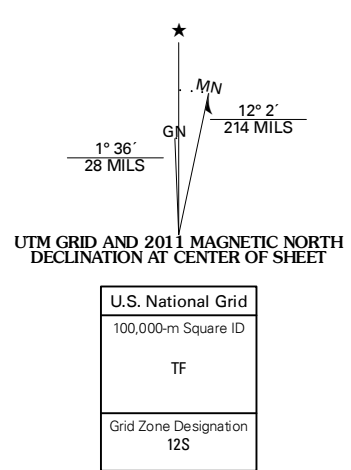 ★
MN
GN
12° 2´
214 MILS
1° 36´
28 MILS
UTM GRID AND 2011 MAGNETIC NORTH
DECLINATION AT CENTER OF SHEET
U.S. National Grid
100,000-m Square ID
TF
Grid Zone Designation
12S